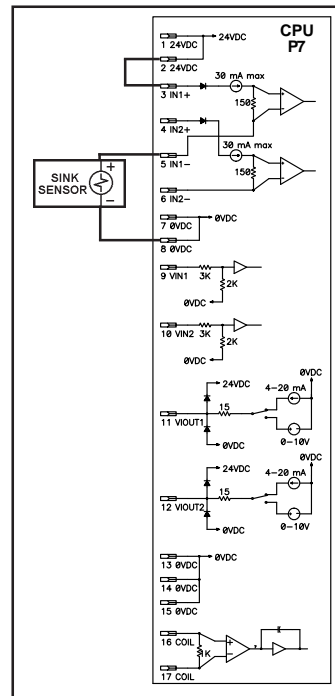 CPU
P7
1 24VDC
24VDC
2 24VDC
30 mA max
3 IN1+
150
4 IN2+
30 mA max
5 IN1-
150
+
SINK
SENSOR
−
6 IN2-
7 0VDC
0VDC
8 0VDC
9 VIN1
3K
2K
0VDC
10 VIN2
3K
2K
0VDC
0VDC
24VDC
4-20 mA
15
11 VIOUT1
0VDC
0-10V
0VDC
24VDC
4-20 mA
15
12 VIOUT2
0VDC
0-10V
13 0VDC
0VDC
14 0VDC
15 0VDC
16 COIL
+
1K
−
17 COIL